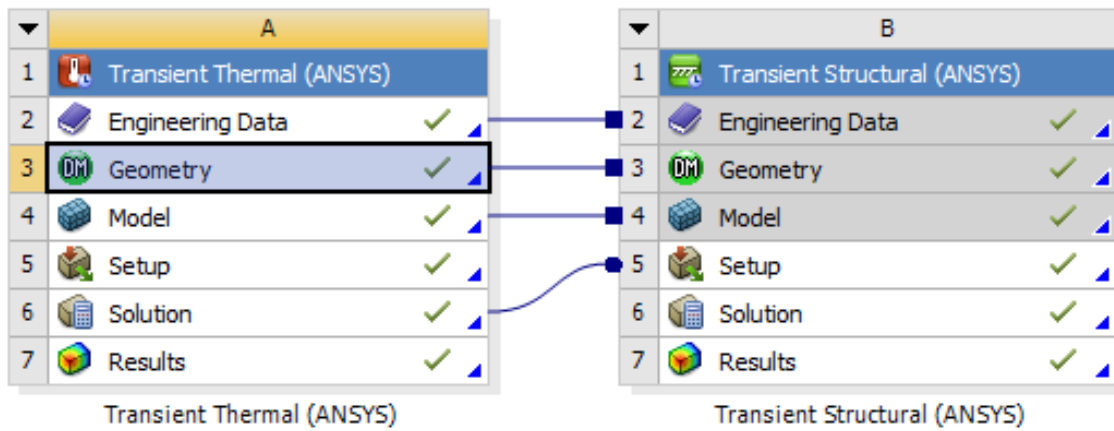 A
1 Transient Thermal (ANSYS)
2 Engineering Data
3 DM Geometry
4 Model
5 Setup
6 Solution
7 Results
Transient Thermal (ANSYS)
B
1 Transient Structural (ANSYS)
2 Engineering Data
3 DM Geometry
4 Model
5 Setup
6 Solution
7 Results
Transient Structural (ANSYS)